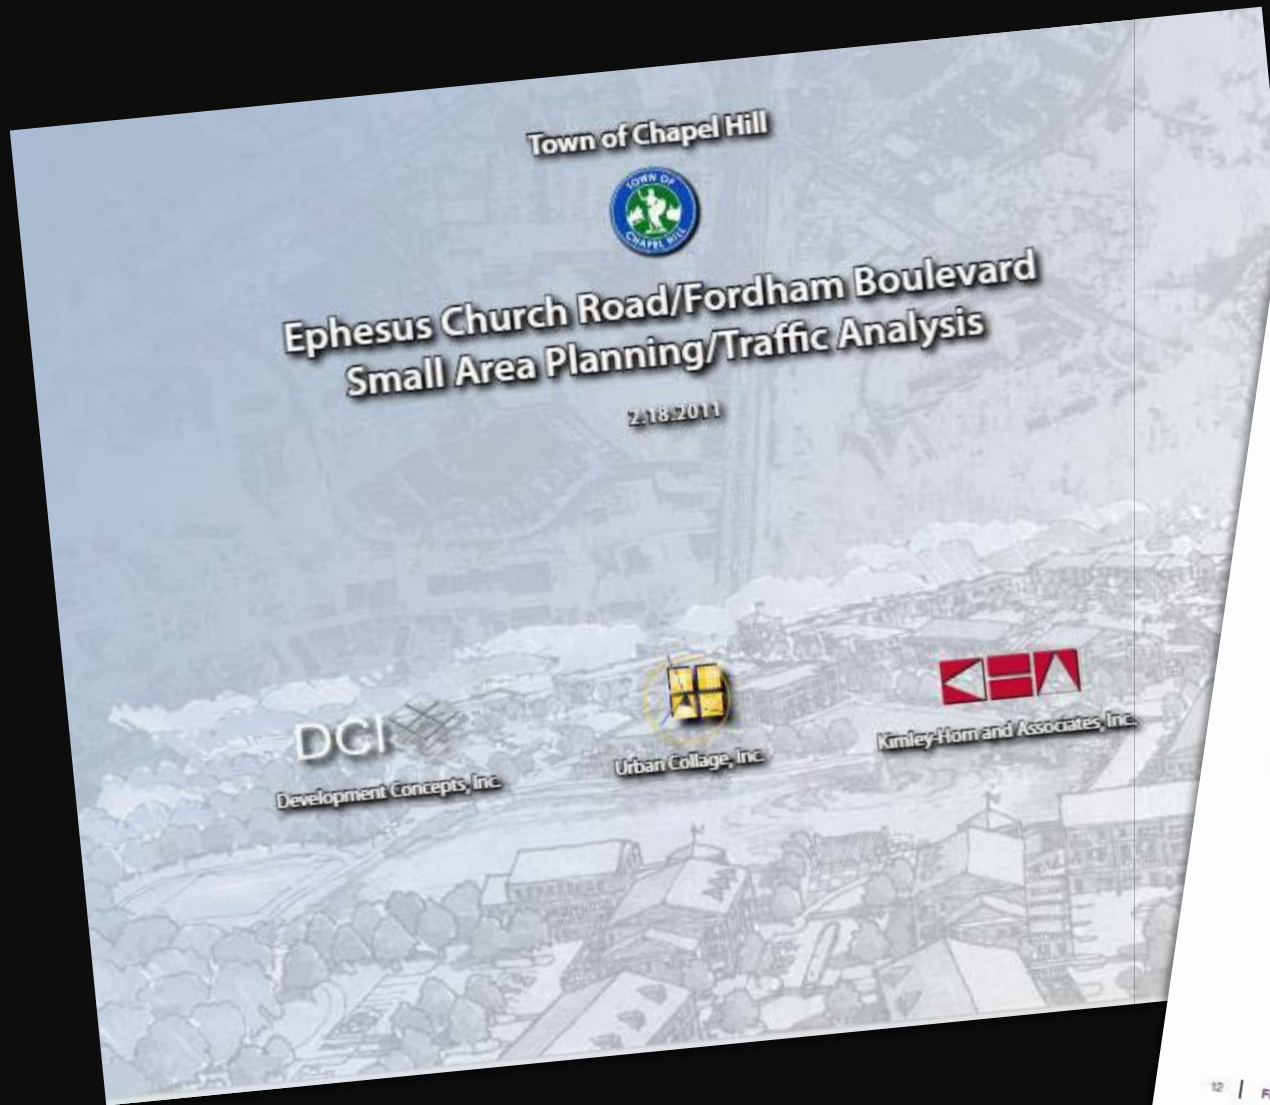 Town of Chapel Hill
TOWN OF
CHAPEL HILL
Ephesus Church Road/Fordham Boulevard
Small Area Planning/Traffic Analysis
2.18.2011
DCI
Development Concepts, Inc.
Urban Collage, Inc.
Kimley-Horn and Associates, Inc.
12